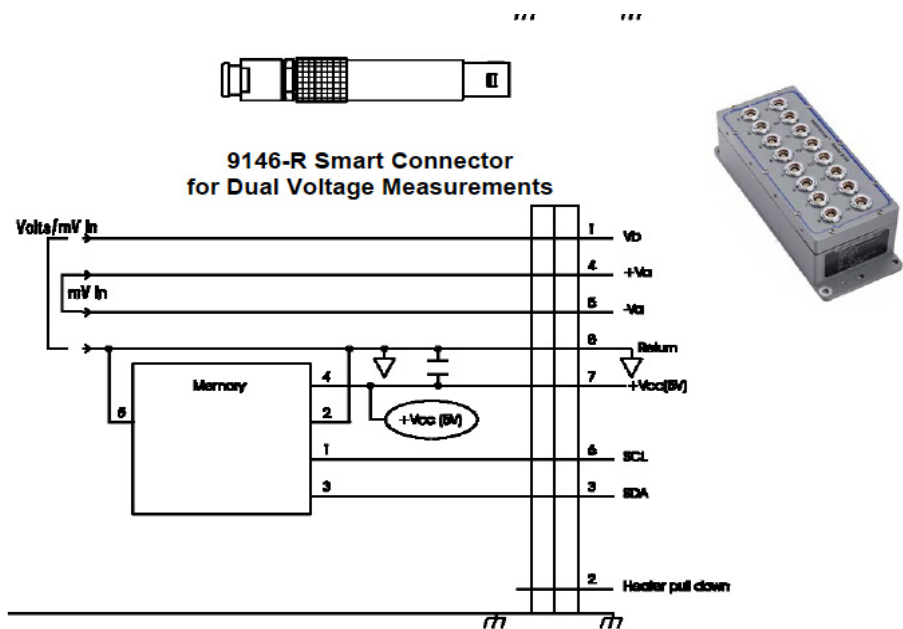 9146-R Smart Connector
for Dual Voltage Measurements
Volts/mV In
1
Vb
4
+Va
mV In
5
-Va
8
Return
Memory
4
7
+Vcc(5V)
5
2
+Vcc (5V)
1
6
SCL
3
3
SDA
2
Heater pull down